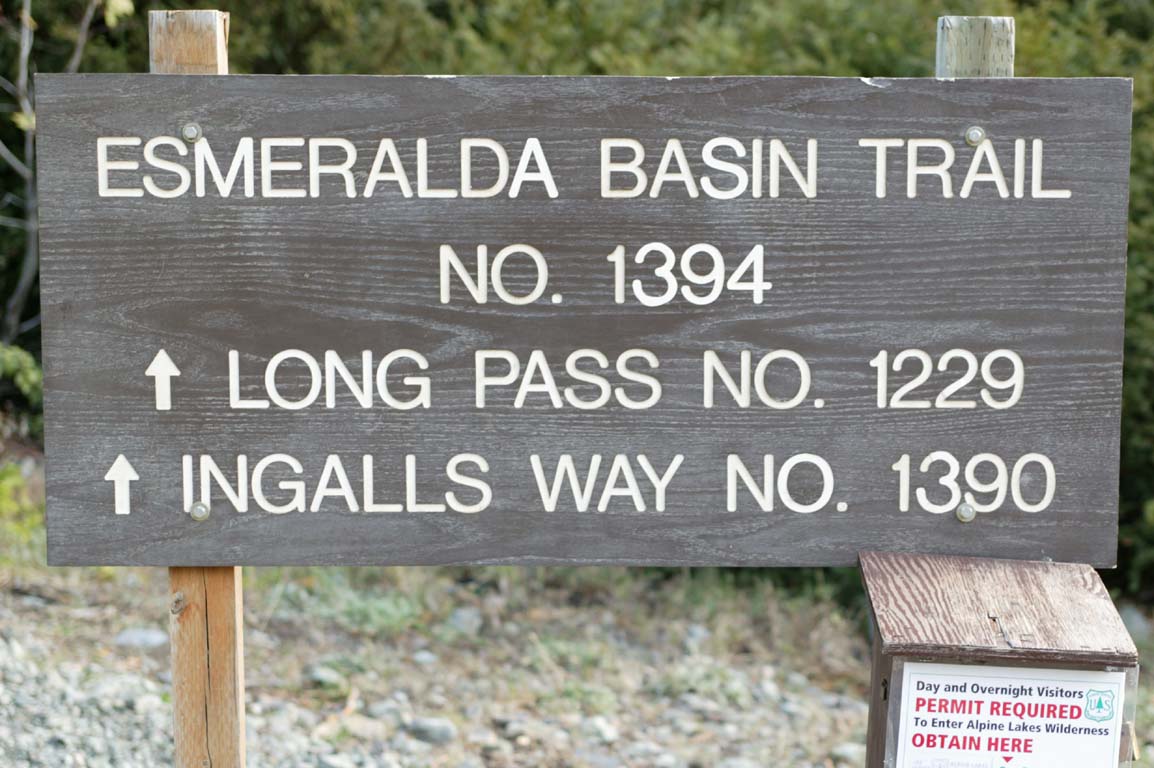 ESMERALDA BASIN TRAIL
NO. 1394
↑ LONG PASS NO. 1229
↑ INGALLS WAY NO. 1390
Day and Overnight Visitors
PERMIT REQUIRED
To Enter Alpine Lakes Wilderness
OBTAIN HERE
US